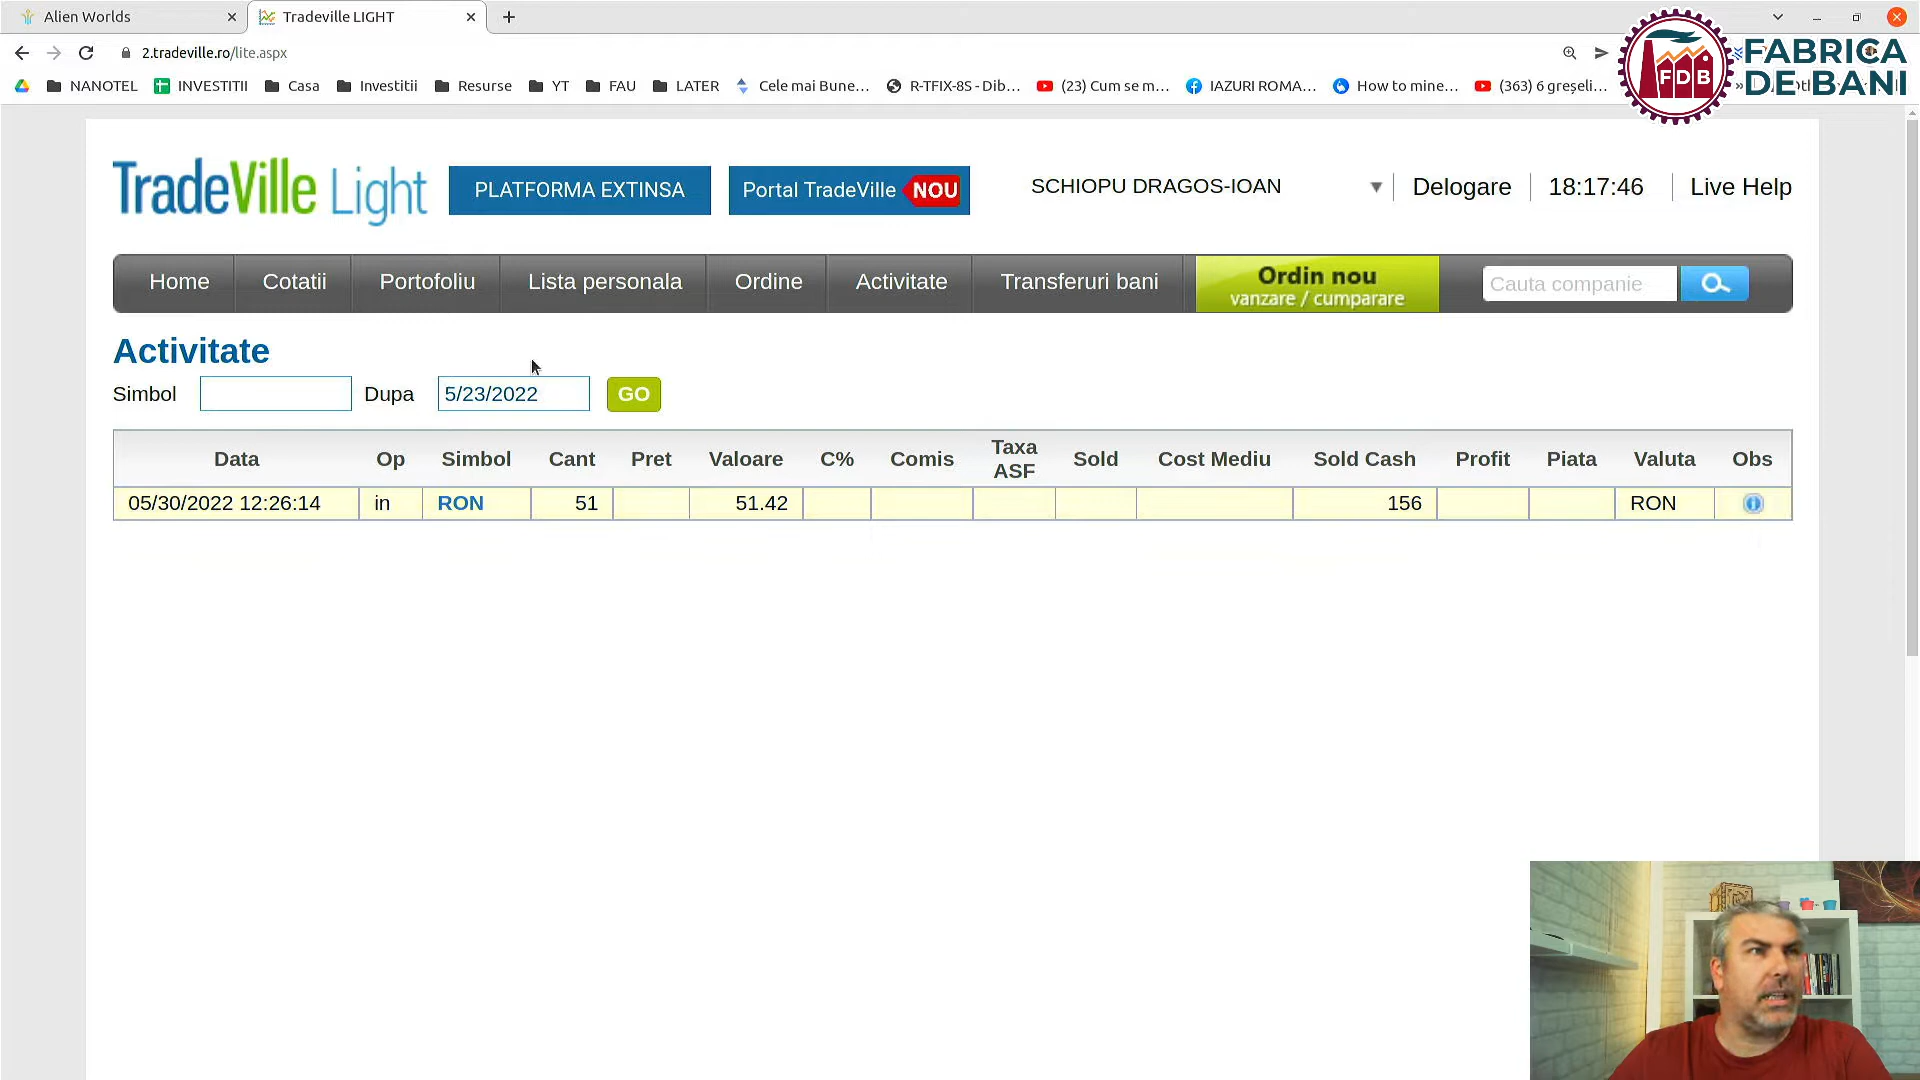 Alien Worlds
Tradeville LIGHT
2.tradeville.ro/lite.aspx
NANOTEL INVESTITII Casa Investitii Resurse YT FAU LATER Cele mai Bune... R-TFIX-8S - Dib... (23) Cum se m... IAZURI ROMA... How to mine... (363) 6 greșeli...
FDB
FABRICA
DE BANI
TradeVille Light
PLATFORMA EXTINSA
Portal TradeVille NOU
SCHIOPU DRAGOS-IOAN
Delogare
18:17:46
Live Help
Home Cotatii Portofoliu Lista personala Ordine Activitate Transferuri bani
Ordin nou
vanzare / cumparare
Cauta companie
Activitate
Simbol Dupa 5/23/2022 GO
Data Op Simbol Cant Pret Valoare C% Comis Taxa ASF Sold Cost Mediu Sold Cash Profit Piata Valuta Obs
05/30/2022 12:26:14 in RON 51 51.42 156 RON